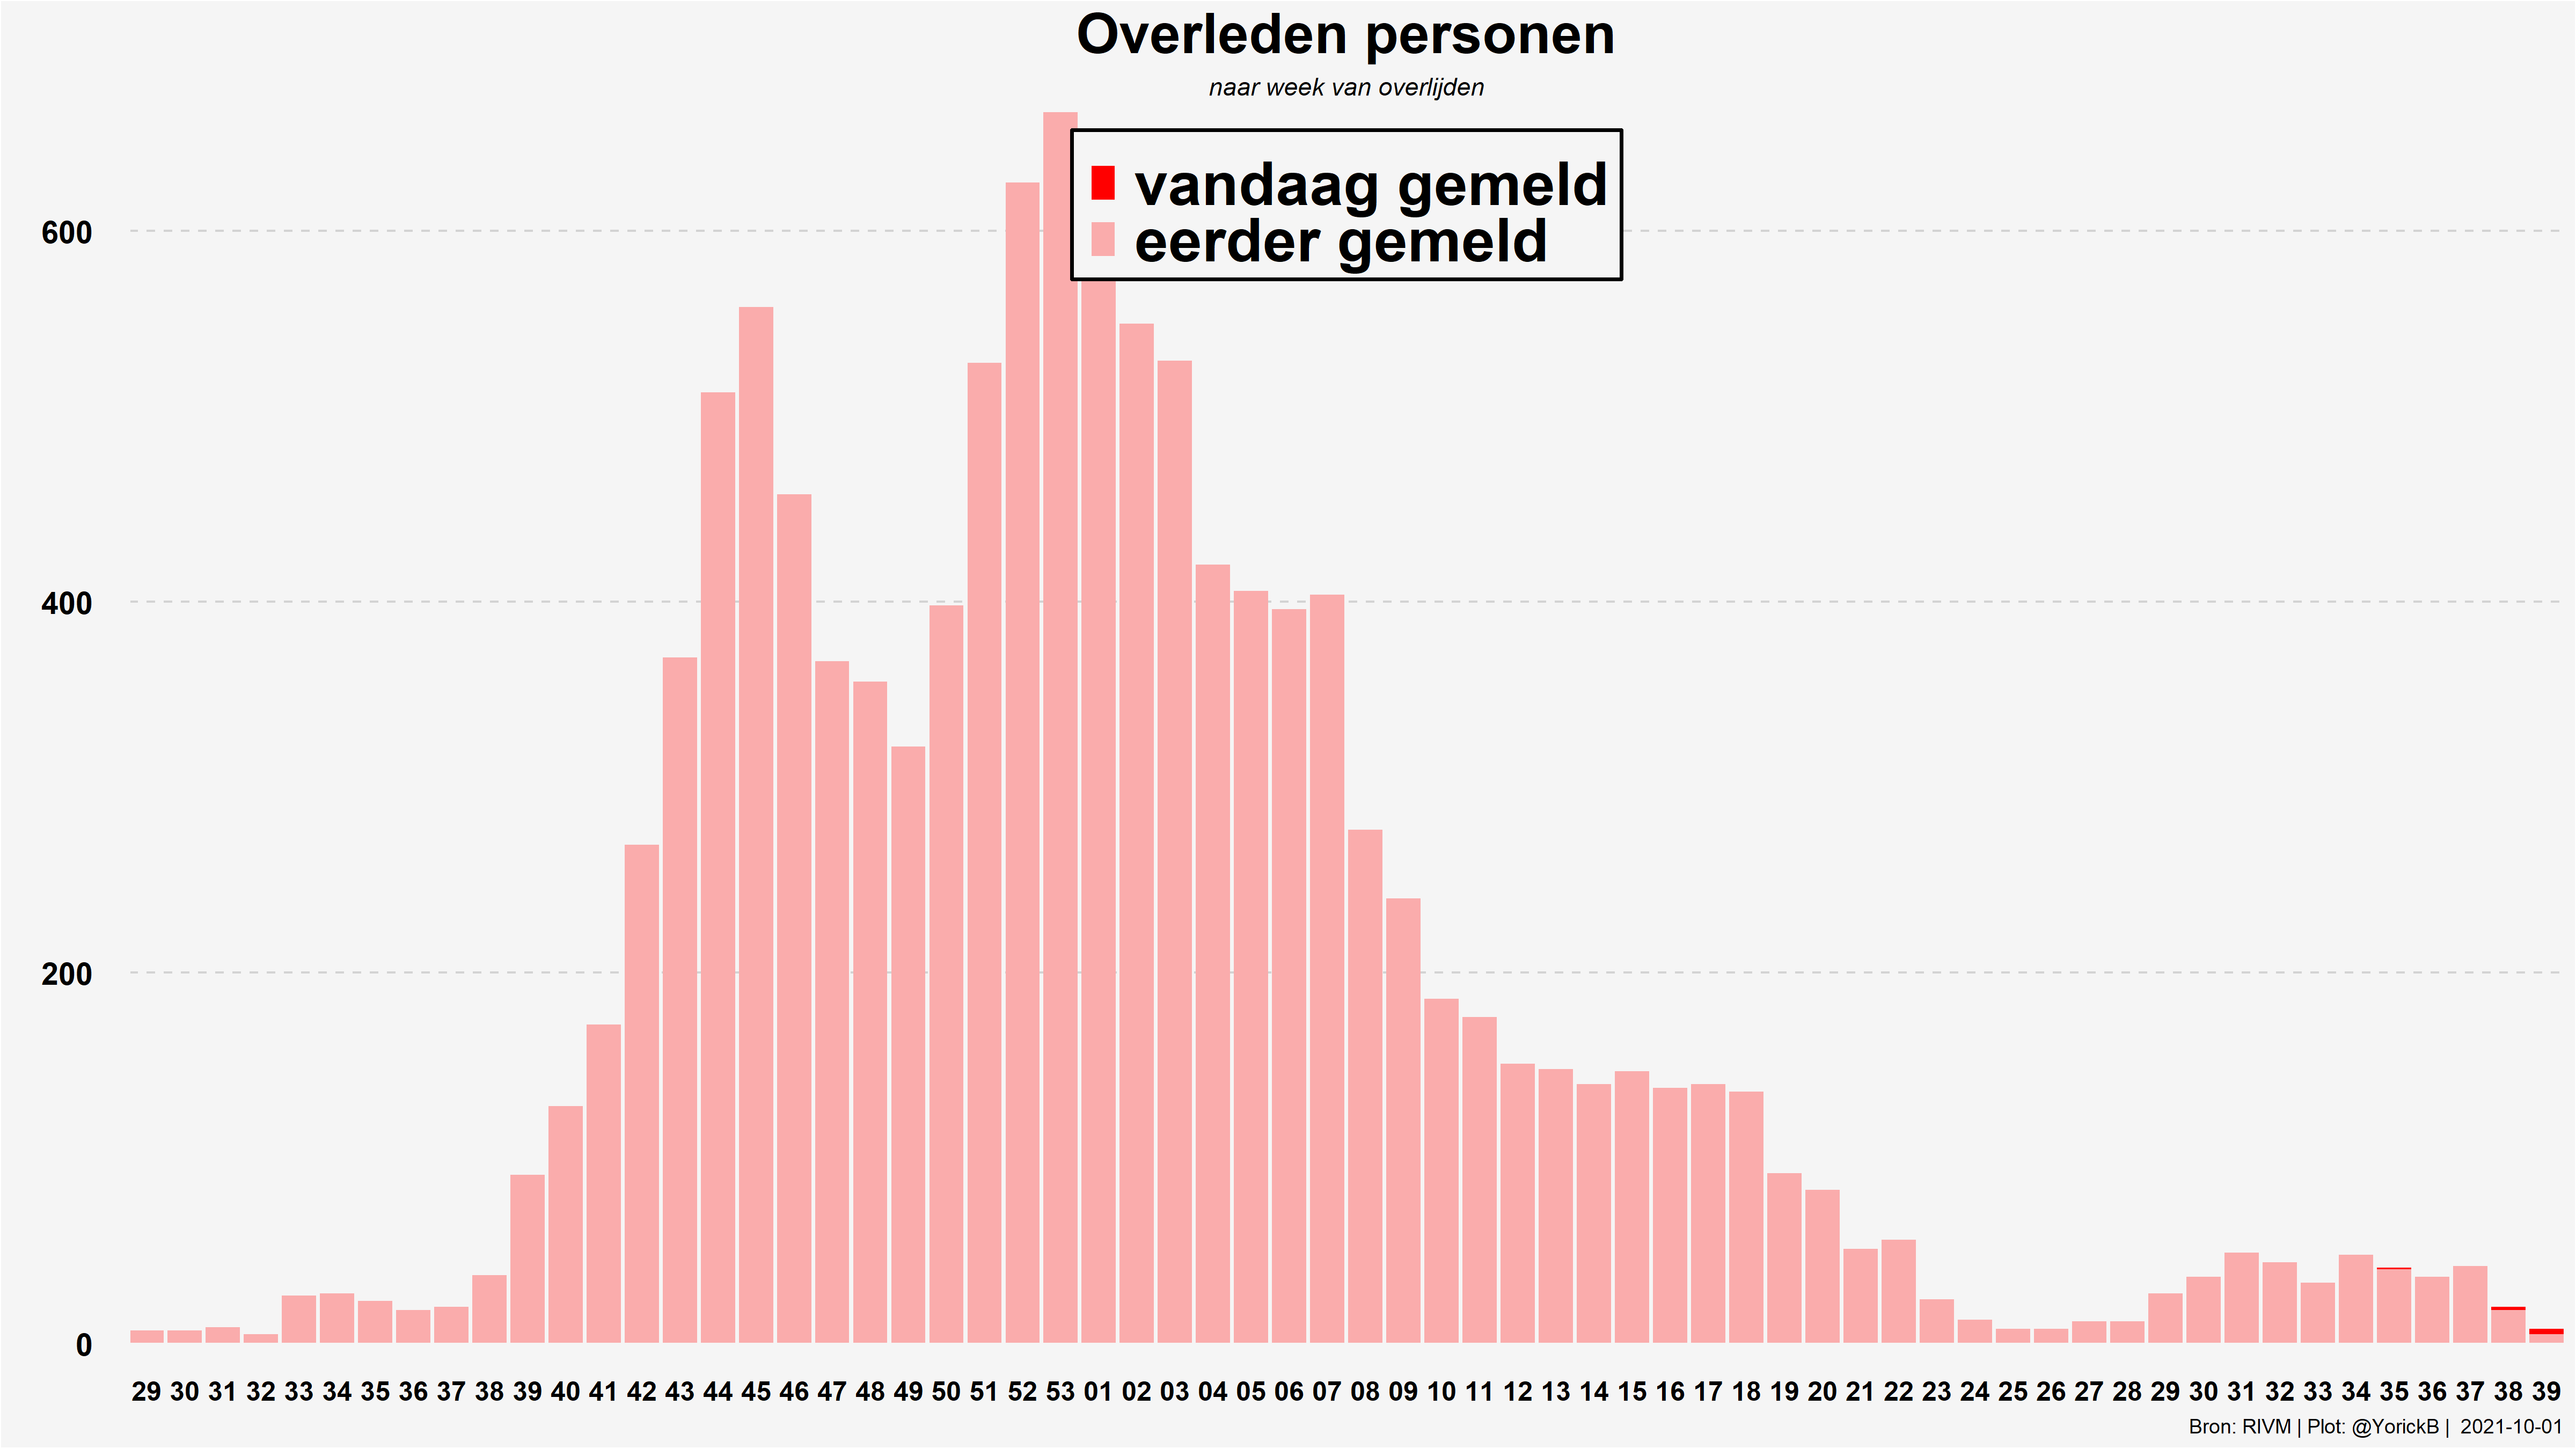 Overleden personen
naar week van overlijden
vandaag gemeld
eerder gemeld
600
400
200
0
29 30 31 32 33 34 35 36 37 38 39 40 41 42 43 44 45 46 47 48 49 50 51 52 53 01 02 03 04 05 06 07 08 09 10 11 12 13 14 15 16 17 18 19 20 21 22 23 24 25 26 27 28 29 30 31 32 33 34 35 36 37 38 39
Bron: RIVM | Plot: @YorickB | 2021-10-01